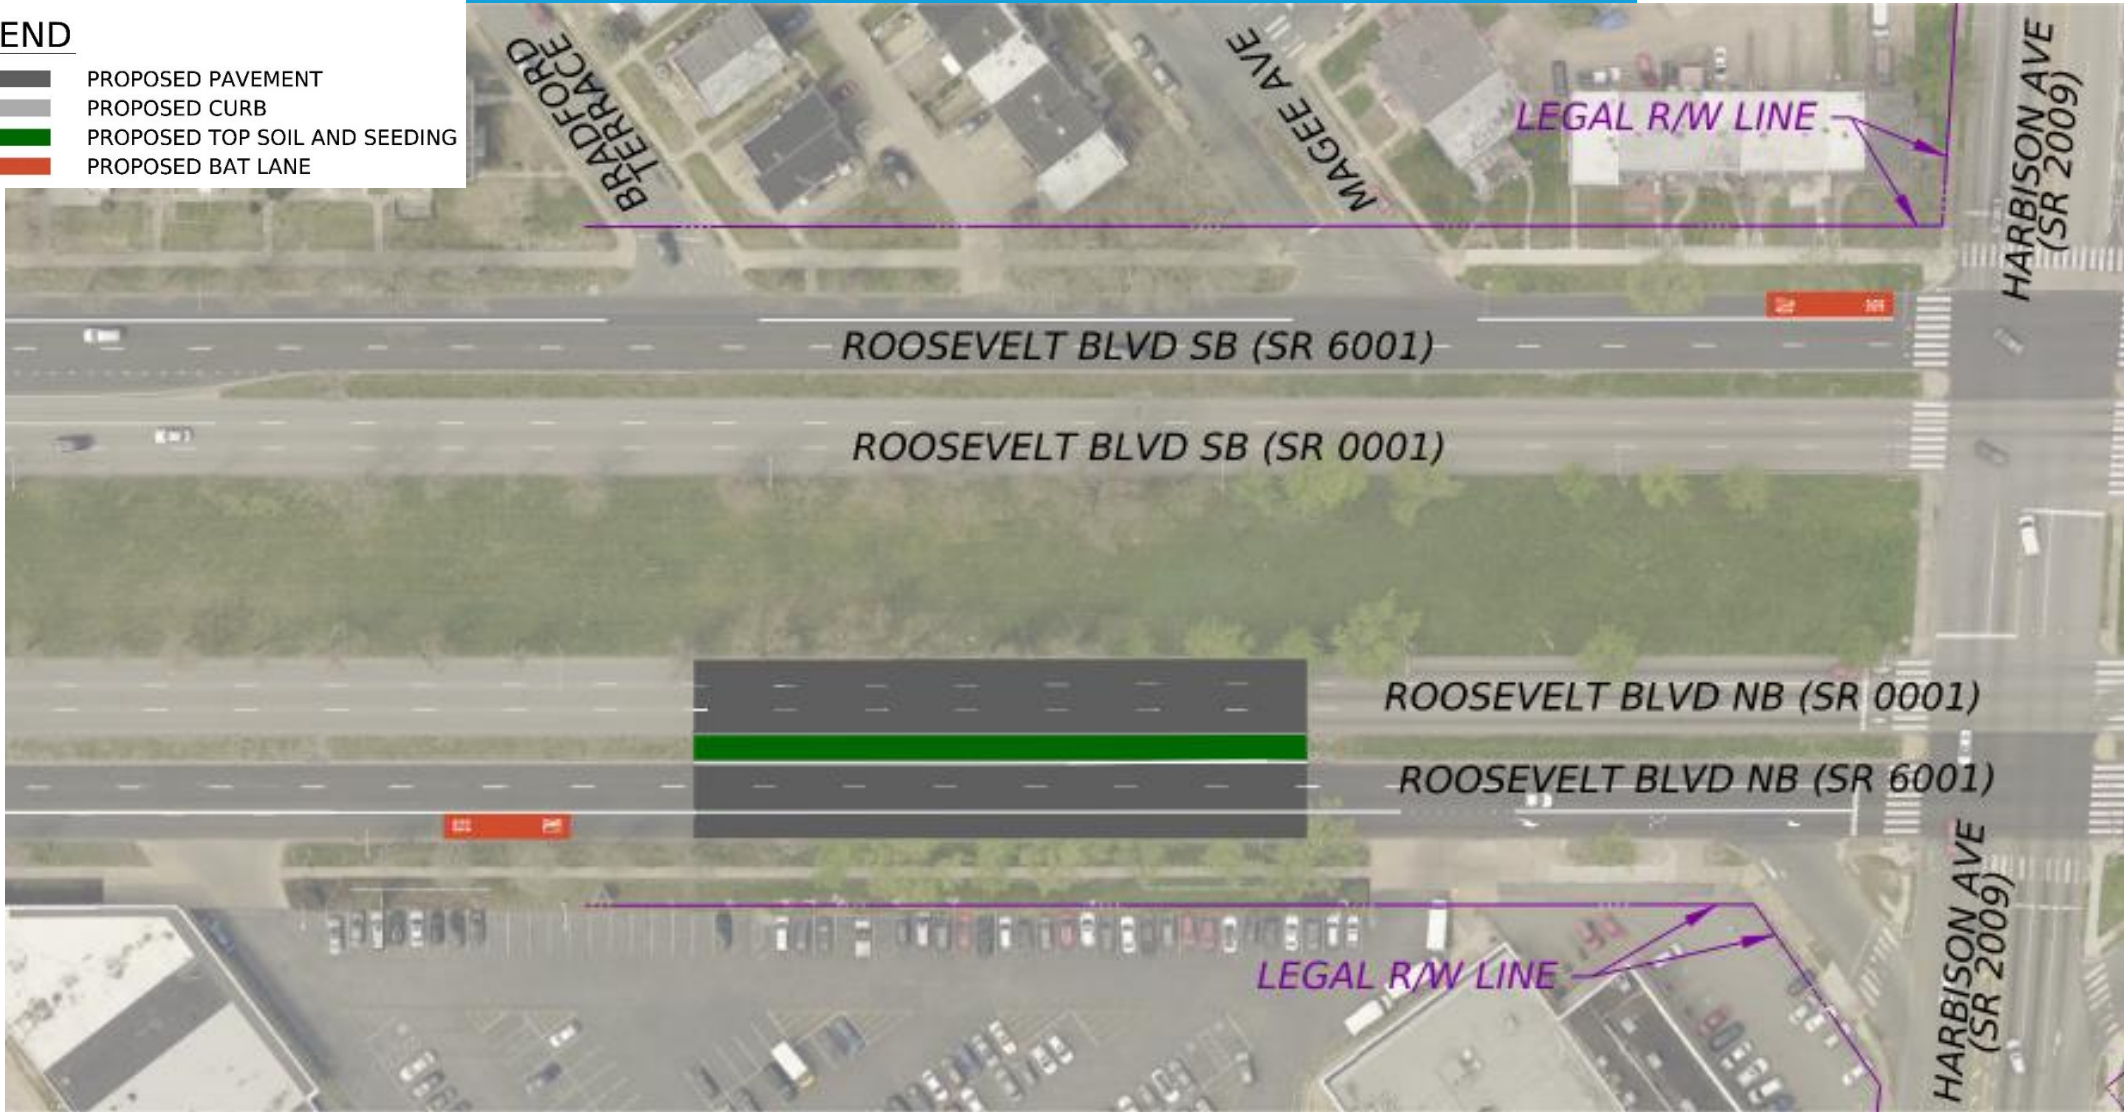 END
PROPOSED PAVEMENT
PROPOSED CURB
PROPOSED TOP SOIL AND SEEDING
PROPOSED BAT LANE
BRADFORD
TERRACE
MAGEE AVE
LEGAL R/W LINE
HARBISON AVE
(SR 2009)
ROOSEVELT BLVD SB (SR 6001)
ROOSEVELT BLVD SB (SR 0001)
ROOSEVELT BLVD NB (SR 0001)
ROOSEVELT BLVD NB (SR 6001)
LEGAL R/W LINE
HARBISON AVE
(SR 2009)